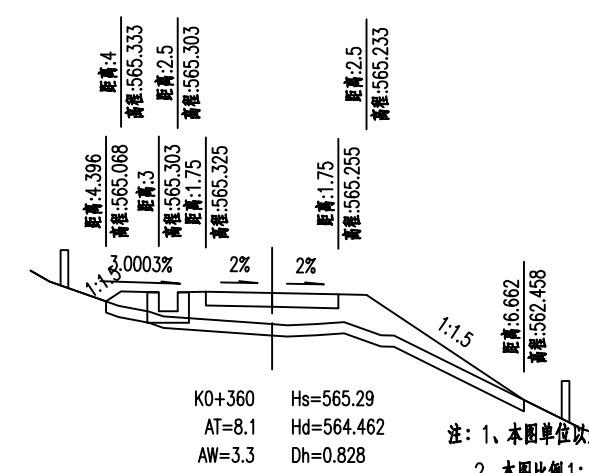 距离:4
高程:565.333
距离:2.5
高程:565.303
距离:2.5
高程:565.233
距离:4.396
高程:565.068
距离:3
高程:565.303
距离:1.75
高程:565.325
距离:1.75
高程:565.255
3.0003%
2%
2%
1:1.5
1:1.5
距离:6.662
高程:562.458
K0+360 Hs=565.29
AT=8.1 Hd=564.462
AW=3.3 Dh=0.828
注: 1、本图单位以
2、本图比例1: